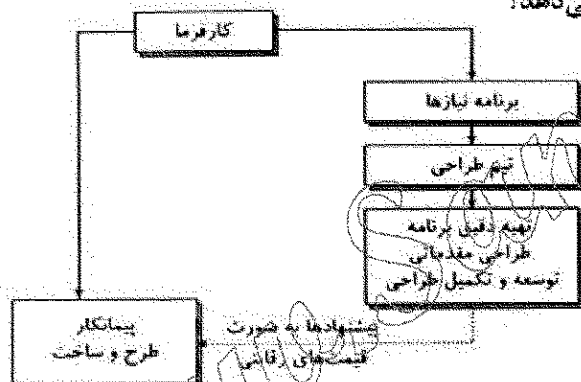 کارفرما
برنامه نیازها
تیم طراحی
تهیه دقیق برنامه
طراحی مقدماتی
توسعه و تکمیل طراحی
پیشنهادها به صورت
قیمت‌های رقابتی
پیمانکار
طرح و ساخت